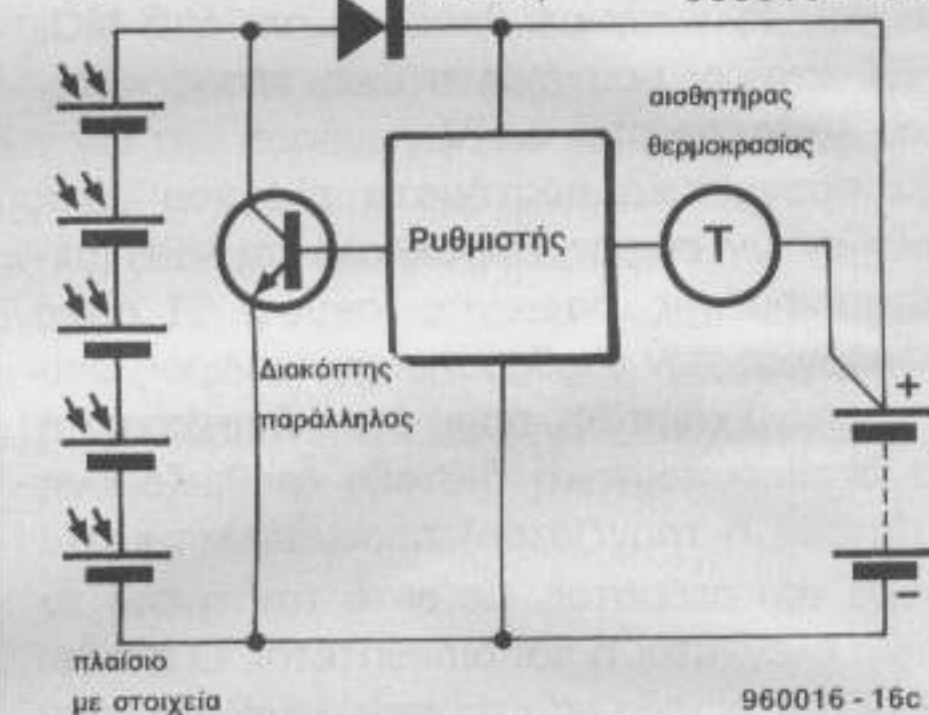 αισθητήρας
θερμοκρασίας
Ρυθμιστής
T
Διακόπτης
παράλληλος
+
−
πλαίσιο
με στοιχεία
960016 - 16c